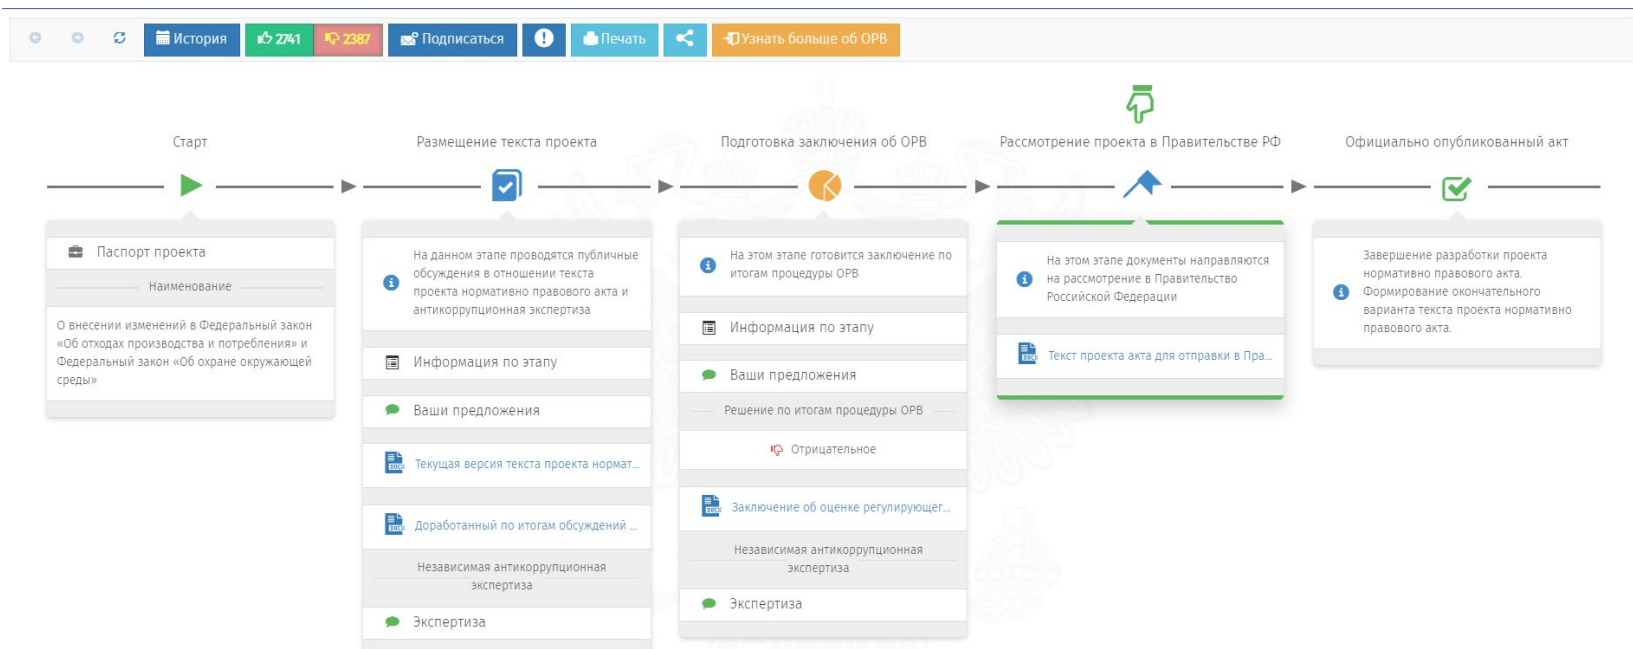 История 2741 2387 Подписаться Печать Узнать больше об ОРВ
Старт
Паспорт проекта
Наименование
О внесении изменений в Федеральный закон
«Об отходах производства и потребления» и
Федеральный закон «Об охране окружающей
среды»
Размещение текста проекта
На данном этапе проводятся публичные
обсуждения в отношении текста
проекта нормативно правового акта и
антикоррупционная экспертиза
Информация по этапу
Ваши предложения
Текущая версия текста проекта нормат...
Доработанный по итогам обсуждений ...
Независимая антикоррупционная
экспертиза
Экспертиза
Подготовка заключения об ОРВ
На этом этапе готовится заключение по
итогам процедуры ОРВ
Информация по этапу
Ваши предложения
Решение по итогам процедуры ОРВ
Отрицательное
Заключение об оценке регулирующег...
Независимая антикоррупционная
экспертиза
Экспертиза
Рассмотрение проекта в Правительстве РФ
На этом этапе документы направляются
на рассмотрение в Правительство
Российской Федерации
Текст проекта акта для отправки в Пра...
Официально опубликованный акт
Завершение разработки проекта
нормативно правового акта.
Формирование окончательного
варианта текста проекта нормативно
правового акта.